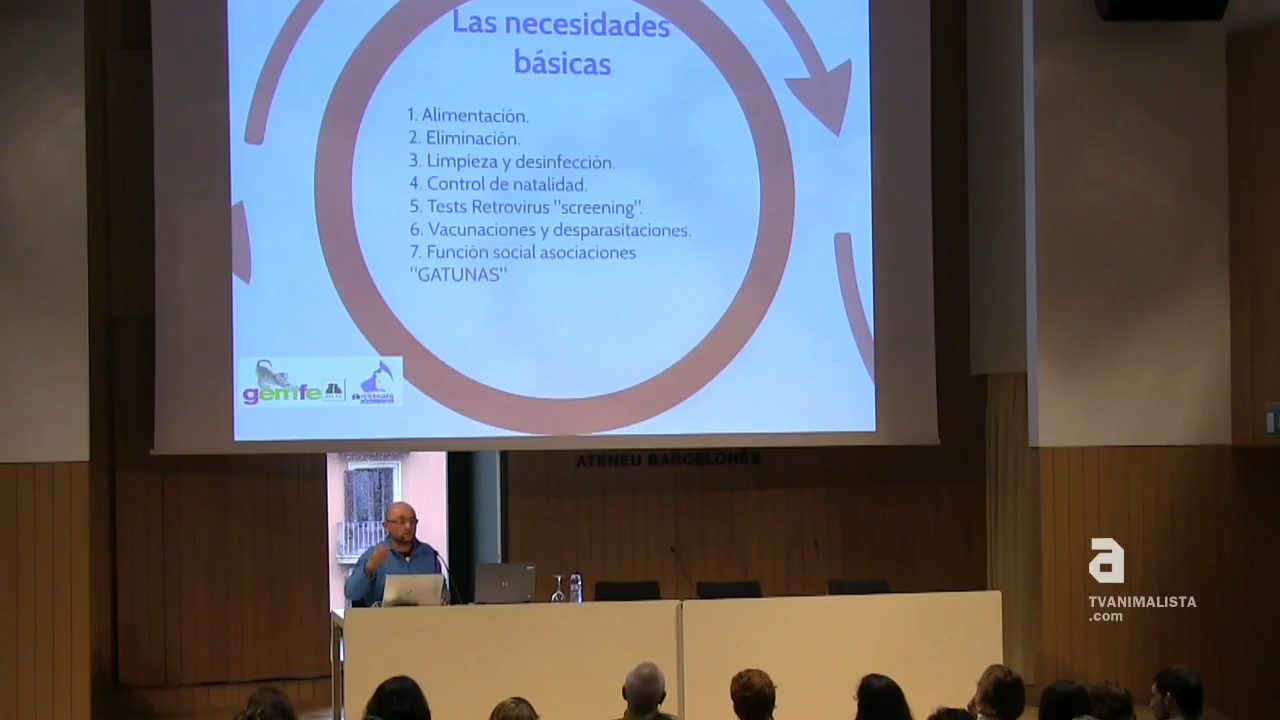 Las necesidades
básicas
1. Alimentación.
2. Eliminación.
3. Limpieza y desinfección.
4. Control de natalidad.
5. Tests Retrovirus "screening".
6. Vacunaciones y desparasitaciones.
7. Función social asociaciones
"GATUNAS"
gemfe
ATENEU BARCELONÈS
a
TVANIMALISTA
.com